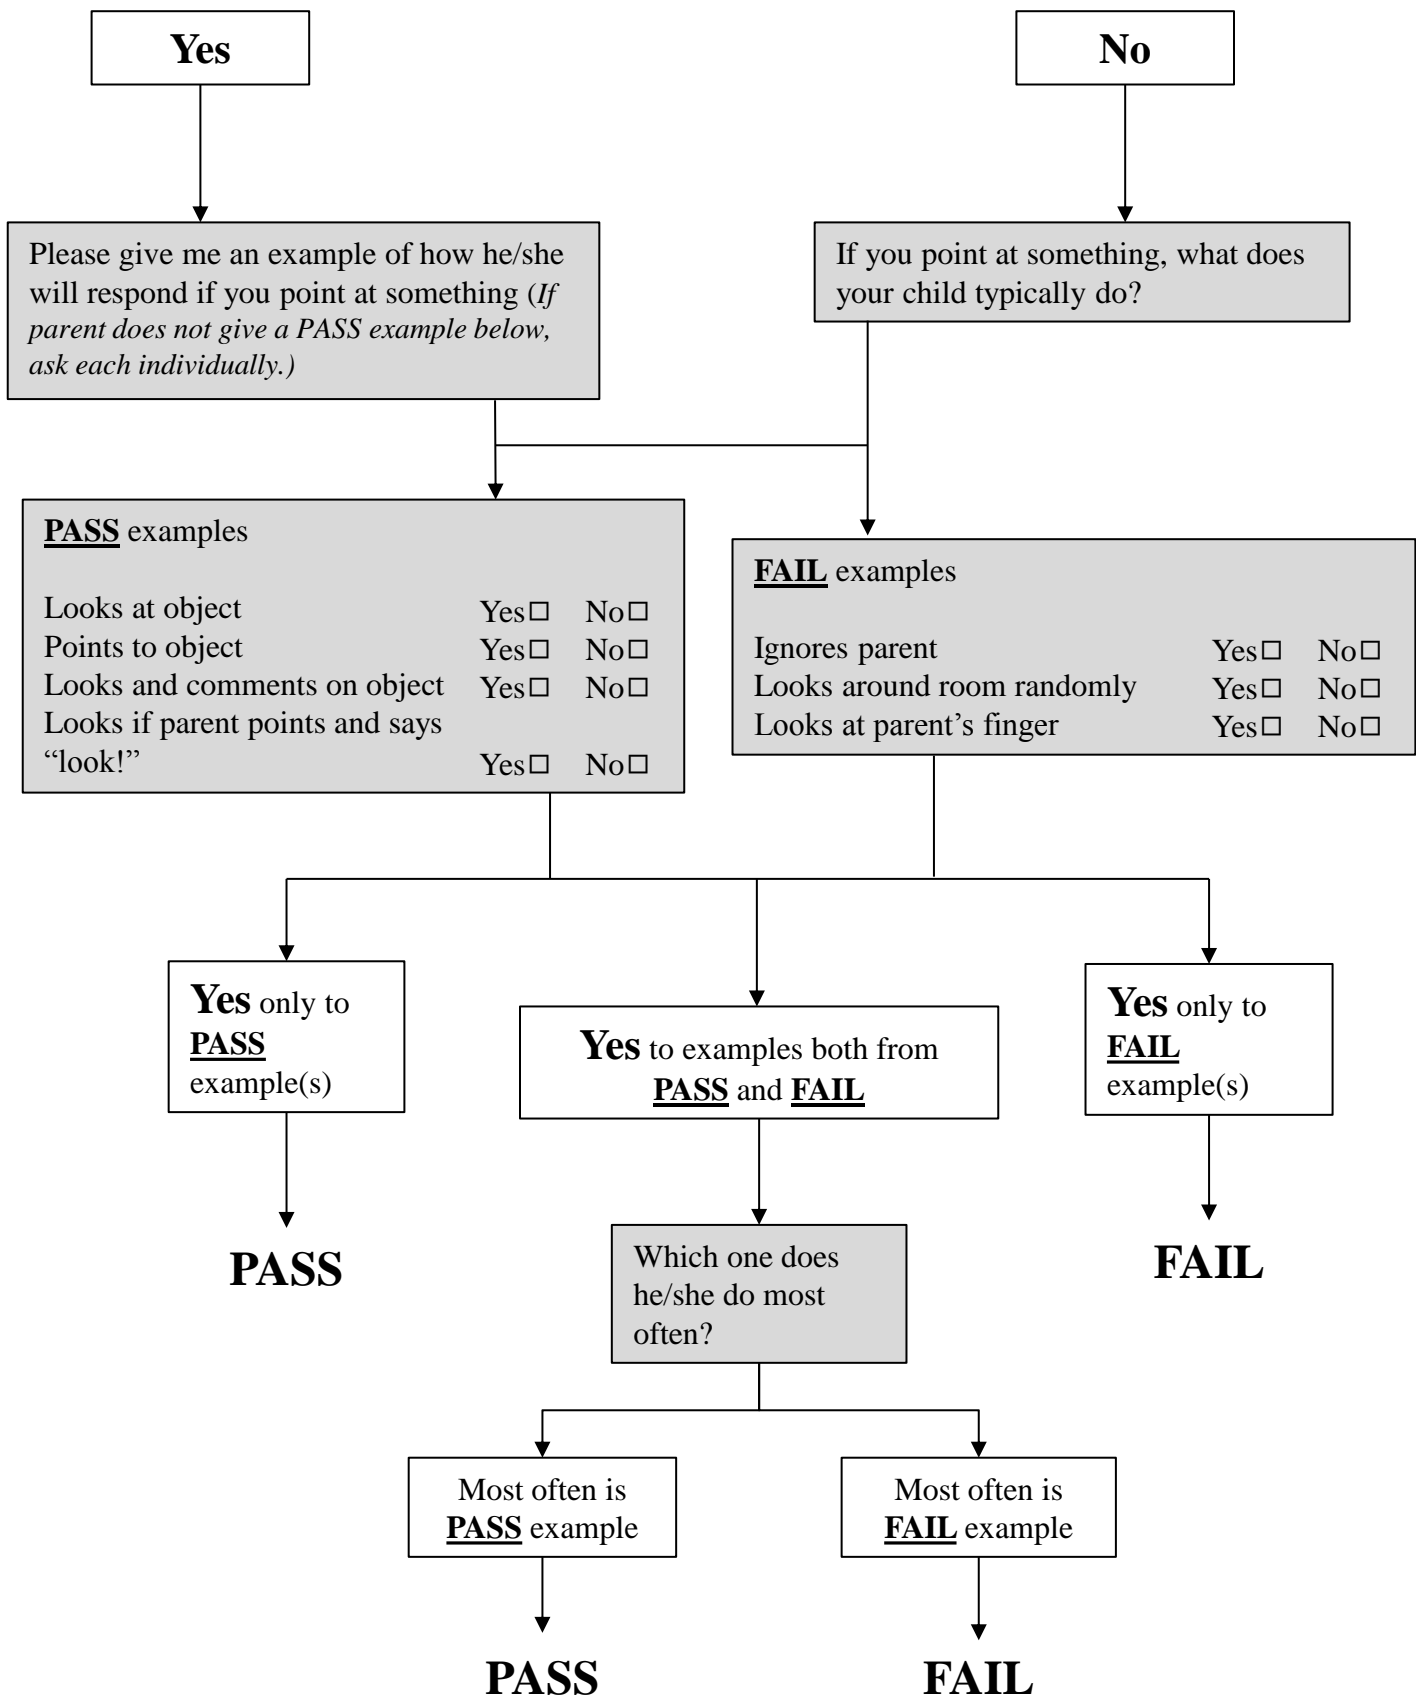 Yes
No
Please give me an example of how he/she
will respond if you point at something (If
parent does not give a PASS example below,
ask each individually.)
If you point at something, what does
your child typically do?
PASS examples
Looks at object Yes□ No□
Points to object Yes□ No□
Looks and comments on object Yes□ No□
Looks if parent points and says
“look!” Yes□ No□
FAIL examples
Ignores parent Yes□ No□
Looks around room randomly Yes□ No□
Looks at parent’s finger Yes□ No□
Yes only to
PASS
example(s)
Yes to examples both from
PASS and FAIL
Yes only to
FAIL
example(s)
PASS
Which one does
he/she do most
often?
FAIL
Most often is
PASS example
Most often is
FAIL example
PASS
FAIL